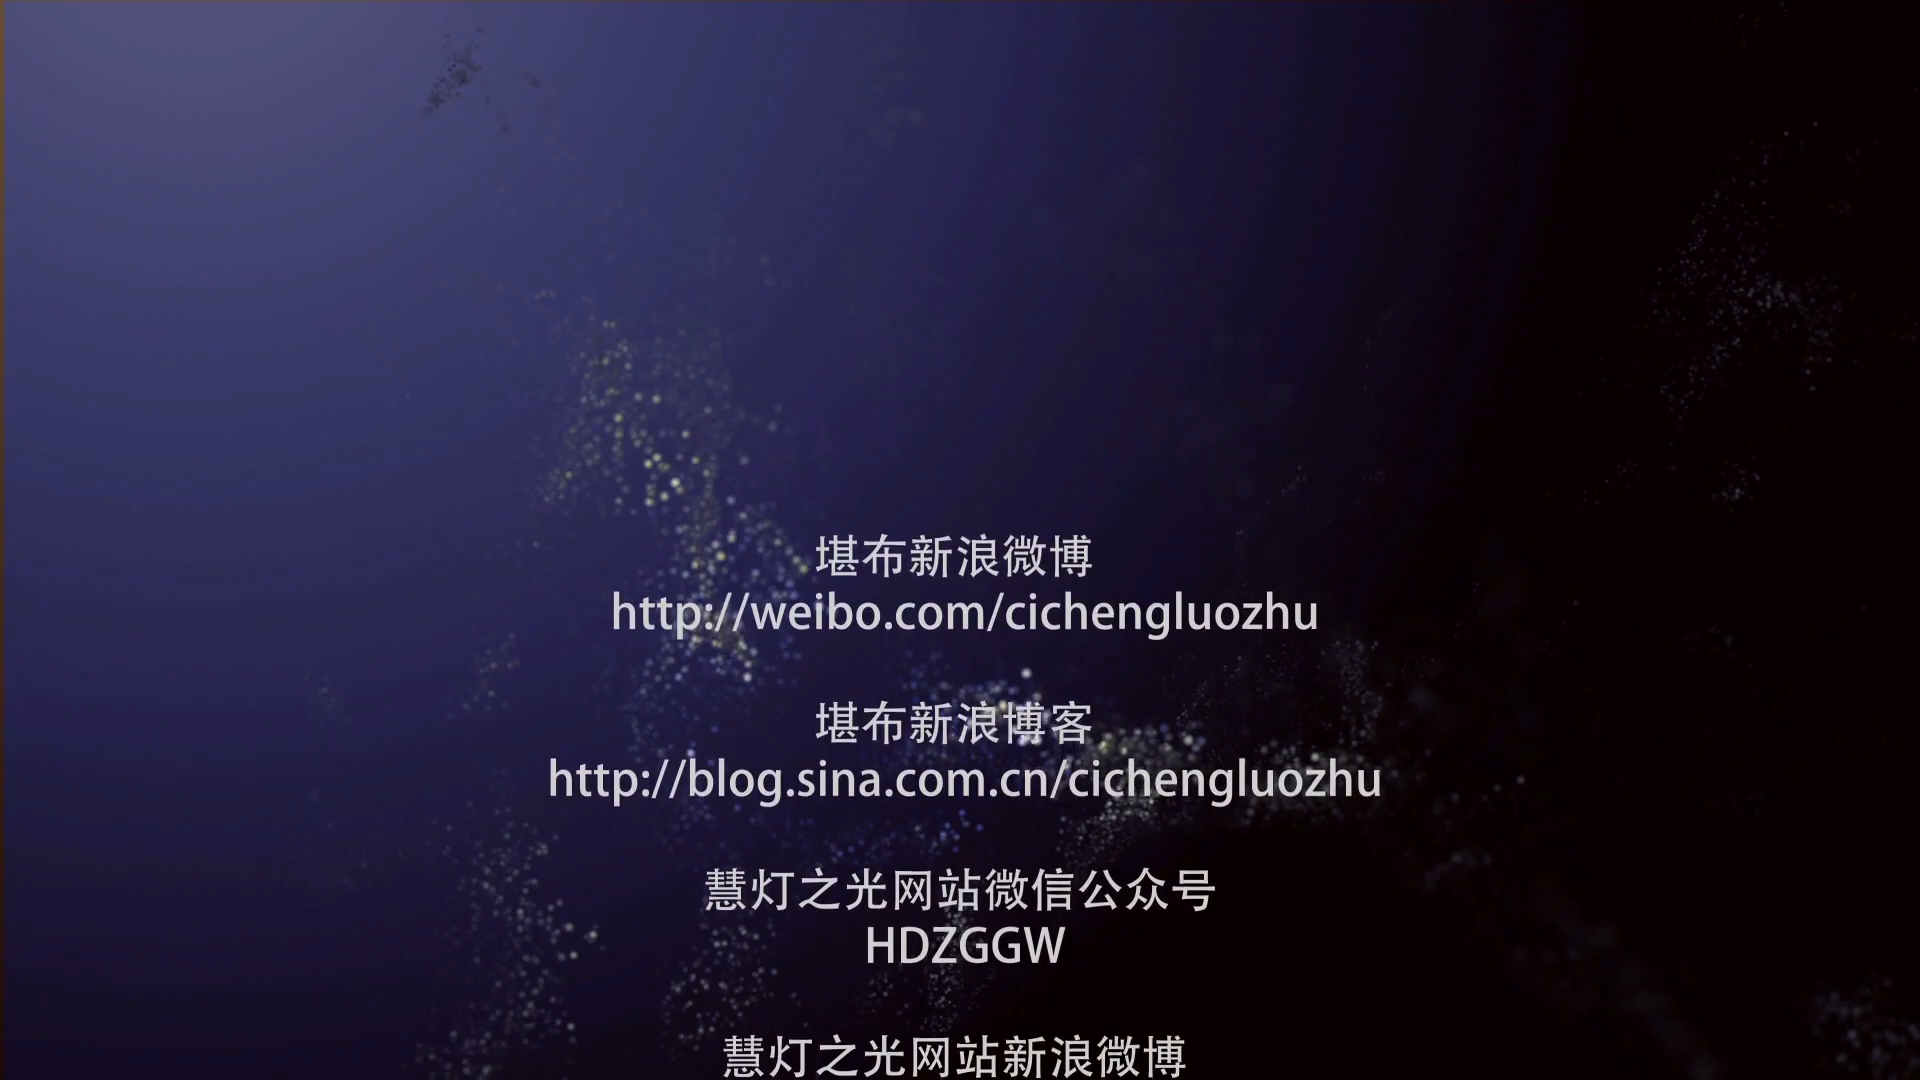 堪布新浪微博
http://weibo.com/cichengluozhu
堪布新浪博客
http://blog.sina.com.cn/cichengluozhu
慧灯之光网站微信公众号
HDZGGW
慧灯之光网站新浪微博